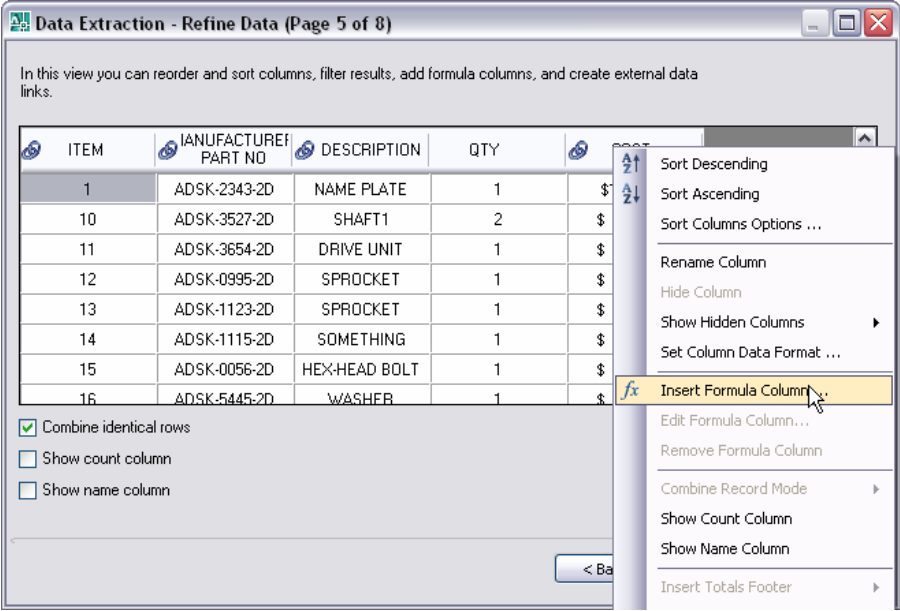 Data Extraction - Refine Data (Page 5 of 8)
In this view you can reorder and sort columns, filter results, add formula columns, and create external data
links.
ITEM
PART NO
DESCRIPTION
QTY
1 ADSK-2343-2D NAME PLATE 1
10 ADSK-3527-2D SHAFT1 2 $
11 ADSK-3654-2D DRIVE UNIT 1 $
12 ADSK-0995-2D SPROCKET 1 $
13 ADSK-1123-2D SPROCKET 1 $
14 ADSK-1115-2D SOMETHING 1 $
15 ADSK-0056-2D HEX-HEAD BOLT 1 $
16 ADSK-5445-2D WASHER 1 $
Combine identical rows
Show count column
Show name column
< Ba
Sort Descending
Sort Ascending
Sort Columns Options ...
Rename Column
Hide Column
Show Hidden Columns
Set Column Data Format ...
fx Insert Formula Column...
Edit Formula Column...
Remove Formula Column
Combine Record Mode
Show Count Column
Show Name Column
Insert Totals Footer